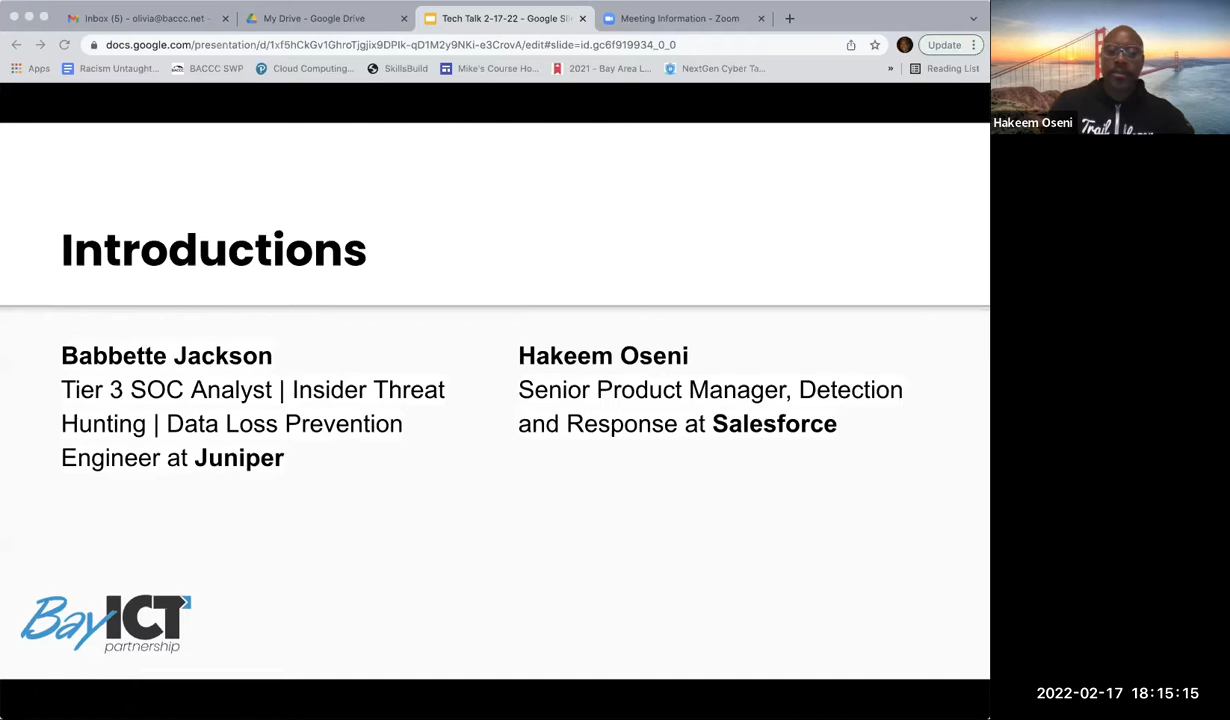 Inbox (5) - olivia@baccc.net -
My Drive - Google Drive
Tech Talk 2-17-22 - Google Sli
Meeting Information - Zoom
docs.google.com/presentation/d/1xf5hCkGv1GhroTjgjix9DPIk-qD1M2y9NKi-e3CrovA/edit#slide=id.gc6f919934_0_0
Update
Apps
Racism Untaught...
BACCC SWP
Cloud Computing...
SkillsBuild
Mike's Course Ho...
2021 - Bay Area L...
NextGen Cyber Ta...
»
Reading List
Hakeem Oseni
Introductions
Babbette Jackson
Tier 3 SOC Analyst | Insider Threat
Hunting | Data Loss Prevention
Engineer at Juniper
Hakeem Oseni
Senior Product Manager, Detection
and Response at Salesforce
BayICT
partnership
2022-02-17 18:15:15